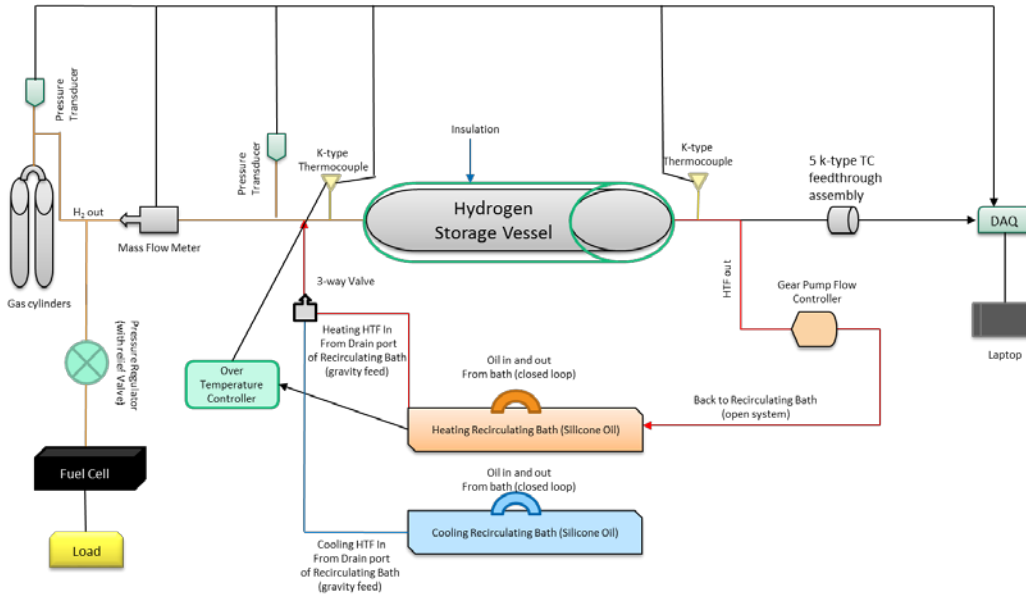 Pressure
Transducer
Pressure
Transducer
K-type
Thermocouple
Insulation
K-type
Thermocouple
5 k-type TC
feedthrough
assembly
Hydrogen
Storage Vessel
H2 out
Mass Flow Meter
DAQ
Gas cylinders
3-way Valve
HTF out
Gear Pump Flow
Controller
Laptop
Pressure Regulator
(with relief Valve)
Heating HTF In
From Drain port
of Recirculating Bath
(gravity feed)
Over
Temperature
Controller
Oil in and out
From bath (closed loop)
Heating Recirculating Bath (Silicone Oil)
Back to Recirculating Bath
(open system)
Fuel Cell
Load
Oil in and out
From bath (closed loop)
Cooling Recirculating Bath (Silicone Oil)
Cooling HTF In
From Drain port
of Recirculating Bath
(gravity feed)